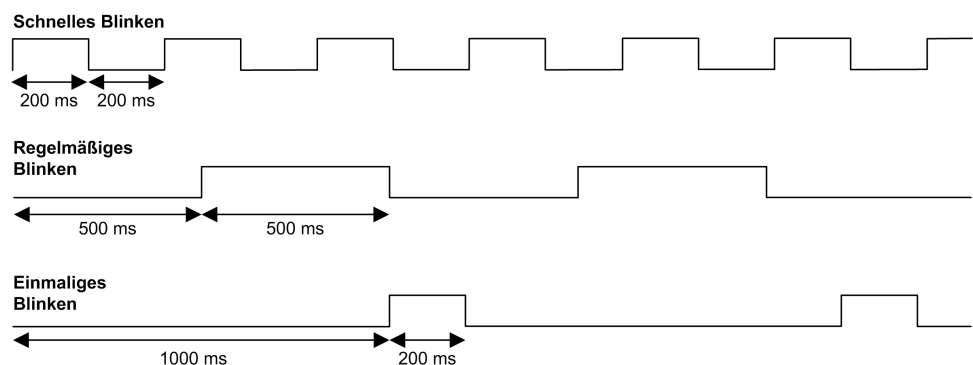 Schnelles Blinken
200 ms 200 ms
Regelmäßiges
Blinken
500 ms 500 ms
Einmaliges
Blinken
1000 ms 200 ms